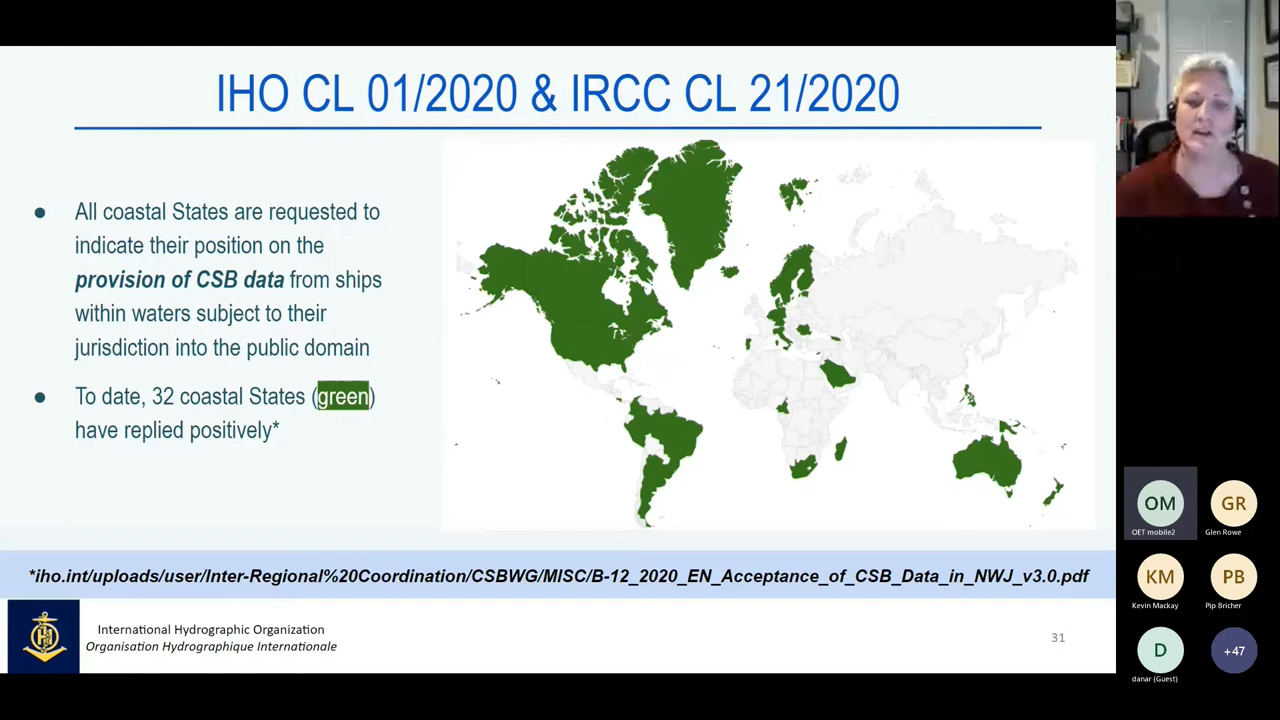 IHO CL 01/2020 & IRCC CL 21/2020
● All coastal States are requested to
indicate their position on the
provision of CSB data from ships
within waters subject to their
jurisdiction into the public domain
● To date, 32 coastal States (green)
have replied positively*
*iho.int/uploads/user/Inter-Regional%20Coordination/CSBWG/MISC/B-12_2020_EN_Acceptance_of_CSB_Data_in_NWJ_v3.0.pdf
International Hydrographic Organization
Organisation Hydrographique Internationale
31
OM
OET mobile2
GR
Glen Rowe
KM
Kevin Mackay
PB
Pip Bricher
D
danar (Guest)
+47